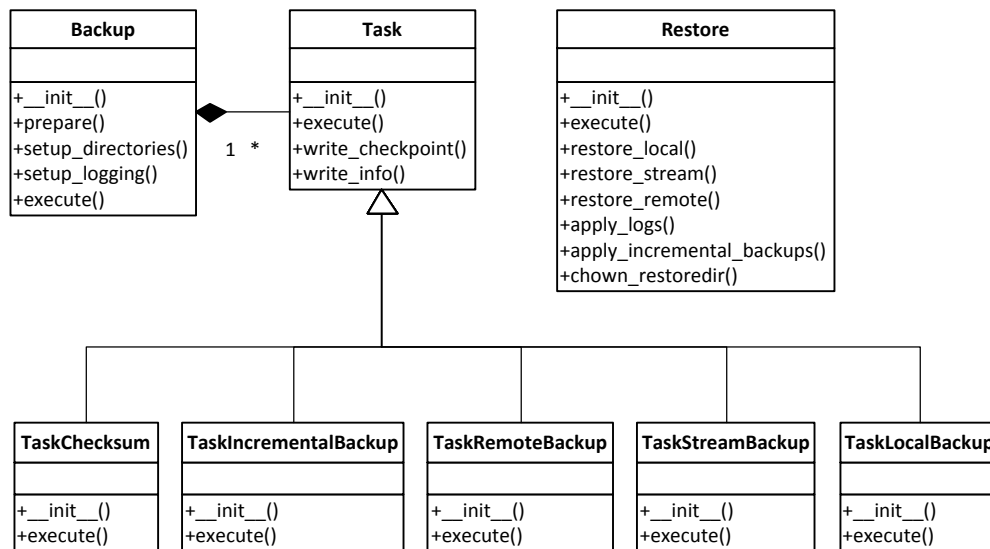 Backup
+__init__()
+prepare()
+setup_directories()
+setup_logging()
+execute()
1 *
Task
+__init__()
+execute()
+write_checkpoint()
+write_info()
Restore
+__init__()
+execute()
+restore_local()
+restore_stream()
+restore_remote()
+apply_logs()
+apply_incremental_backups()
+chown_restoredir()
TaskChecksum
+__init__()
+execute()
TaskIncrementalBackup
+__init__()
+execute()
TaskRemoteBackup
+__init__()
+execute()
TaskStreamBackup
+__init__()
+execute()
TaskLocalBackup
+__init__()
+execute()